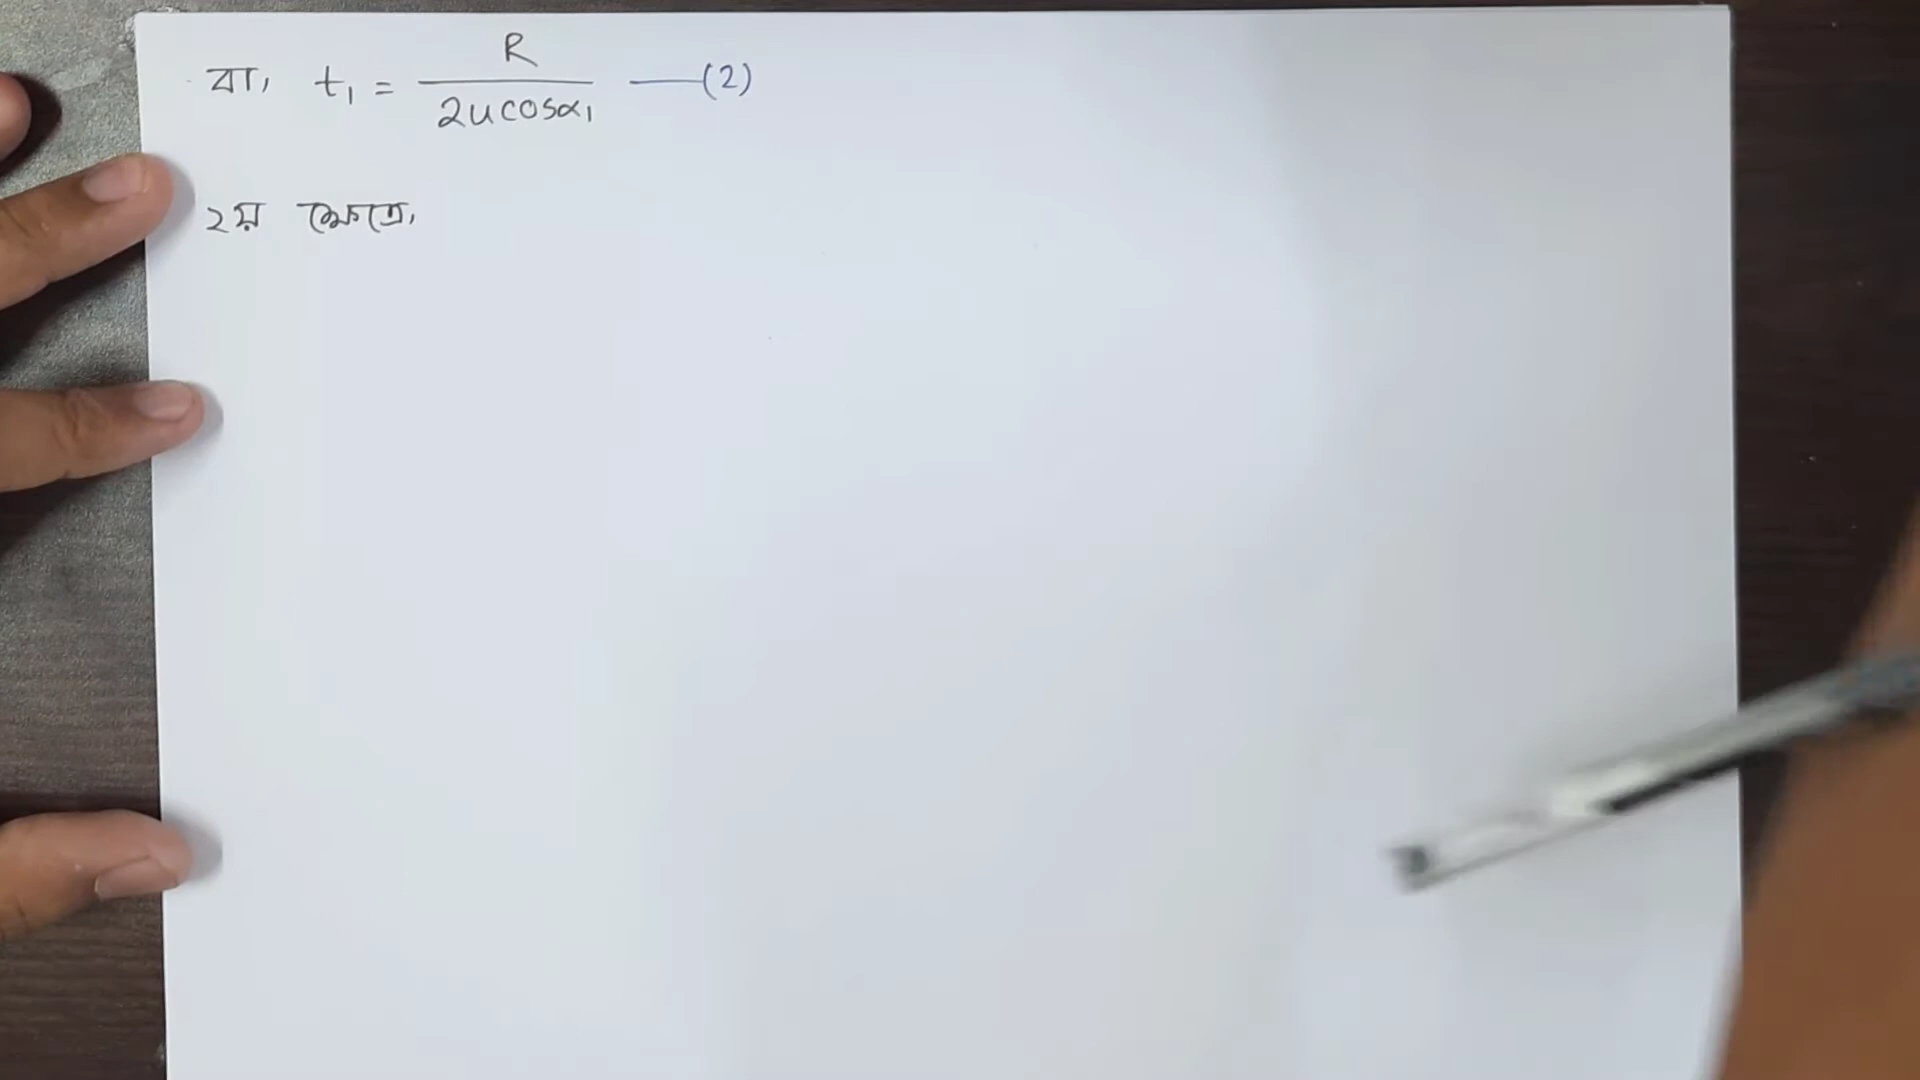 বা, t₁ = R / 2ucosα₁ —(2)
২য় ক্ষেত্রে,